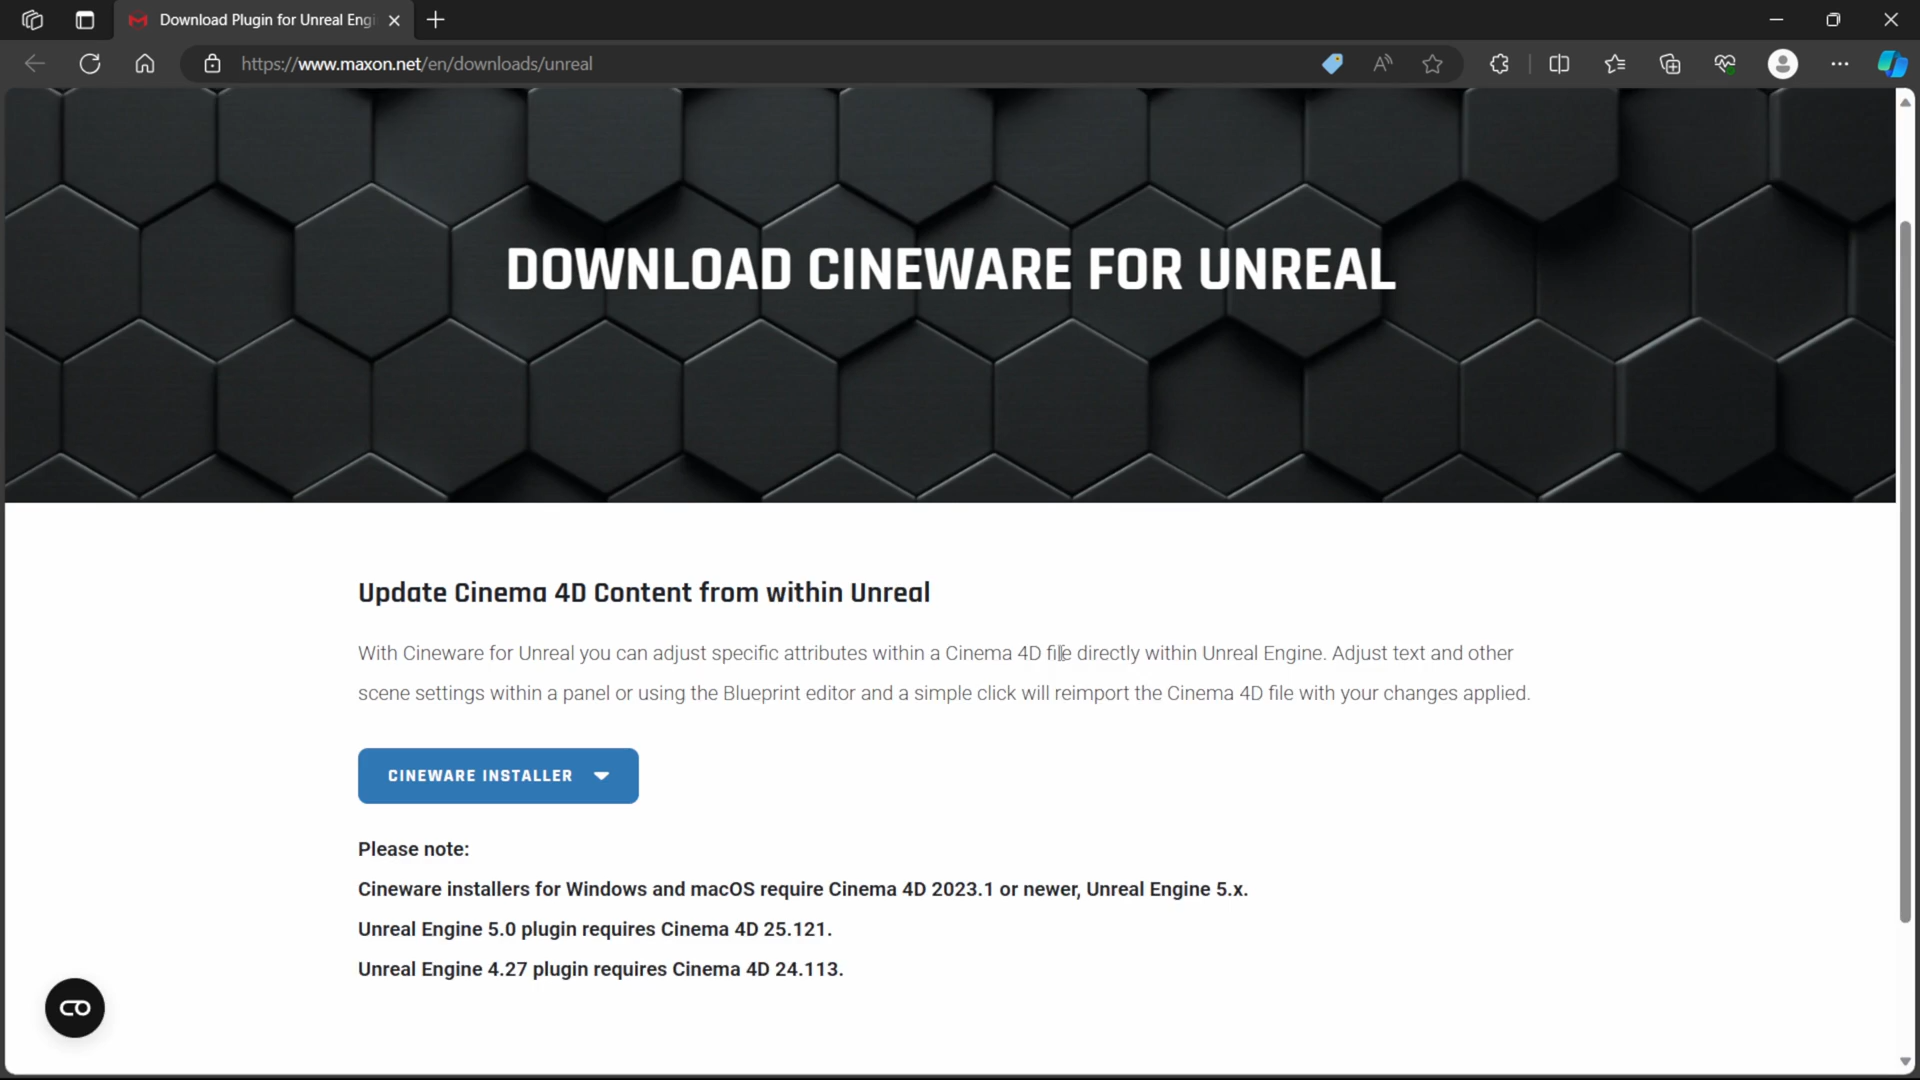 Download Plugin for Unreal Engi
https://www.maxon.net/en/downloads/unreal
DOWNLOAD CINEWARE FOR UNREAL
Update Cinema 4D Content from within Unreal
With Cineware for Unreal you can adjust specific attributes within a Cinema 4D file directly within Unreal Engine. Adjust text and other
scene settings within a panel or using the Blueprint editor and a simple click will reimport the Cinema 4D file with your changes applied.
CINEWARE INSTALLER
Please note:
Cineware installers for Windows and macOS require Cinema 4D 2023.1 or newer, Unreal Engine 5.x.
Unreal Engine 5.0 plugin requires Cinema 4D 25.121.
Unreal Engine 4.27 plugin requires Cinema 4D 24.113.